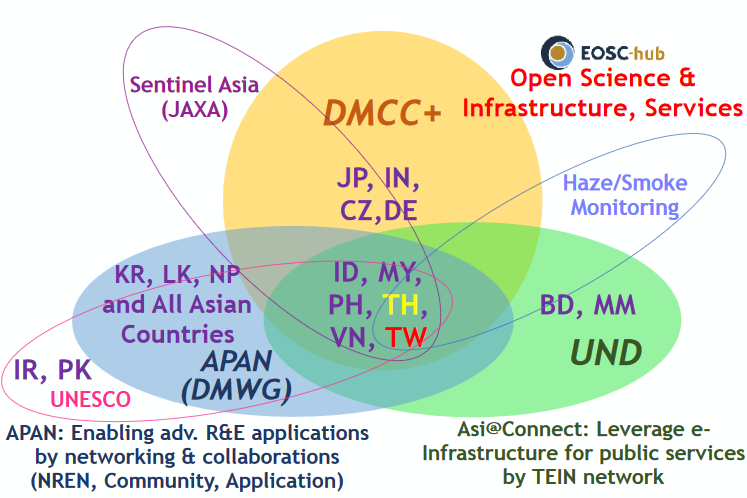 EOSC-hub
Open Science &
Infrastructure, Services
Sentinel Asia
(JAXA)
DMCC+
JP, IN,
CZ,DE
Haze/Smoke
Monitoring
KR, LK, NP
and All Asian
Countries
ID, MY,
PH, TH,
VN, TW
BD, MM
UND
APAN
(DMWG)
IR, PK
UNESCO
APAN: Enabling adv. R&E applications
by networking & collaborations
(NREN, Community, Application)
Asi@Connect: Leverage e-
Infrastructure for public services
by TEIN network